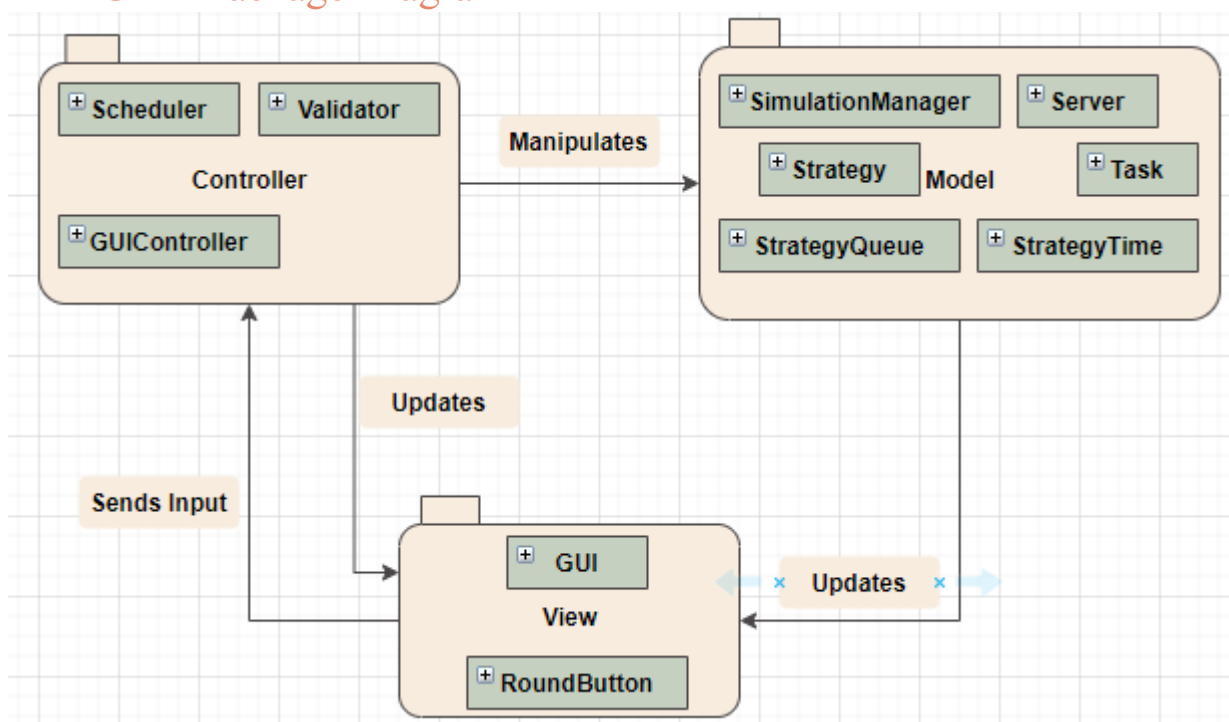 Scheduler
Validator
Controller
GUIController
Manipulates
SimulationManager
Server
Strategy
Model
Task
StrategyQueue
StrategyTime
Updates
Sends Input
GUI
View
RoundButton
Updates